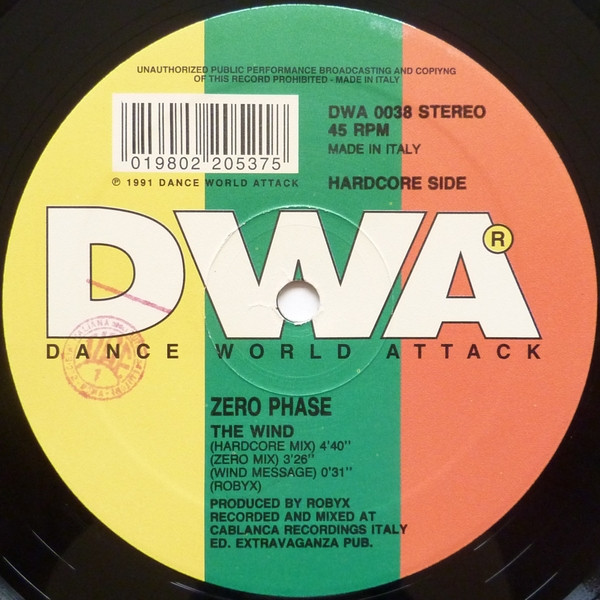 UNAUTHORIZED PUBLIC PERFORMANCE BROADCASTING AND COPIYNG
OF THIS RECORD PROHIBITED - MADE IN ITALY
019802 205375
℗ 1991 DANCE WORLD ATTACK
DWA 0038 STEREO
45 RPM
MADE IN ITALY
HARDCORE SIDE
DWA ®
DANCE WORLD ATTACK
ZERO PHASE
THE WIND
(HARDCORE MIX) 4'40"
(ZERO MIX) 3'26"
(WIND MESSAGE) 0'31"
(ROBYX)
PRODUCED BY ROBYX
RECORDED AND MIXED AT
CABLANCA RECORDINGS ITALY
ED. EXTRAVAGANZA PUB.